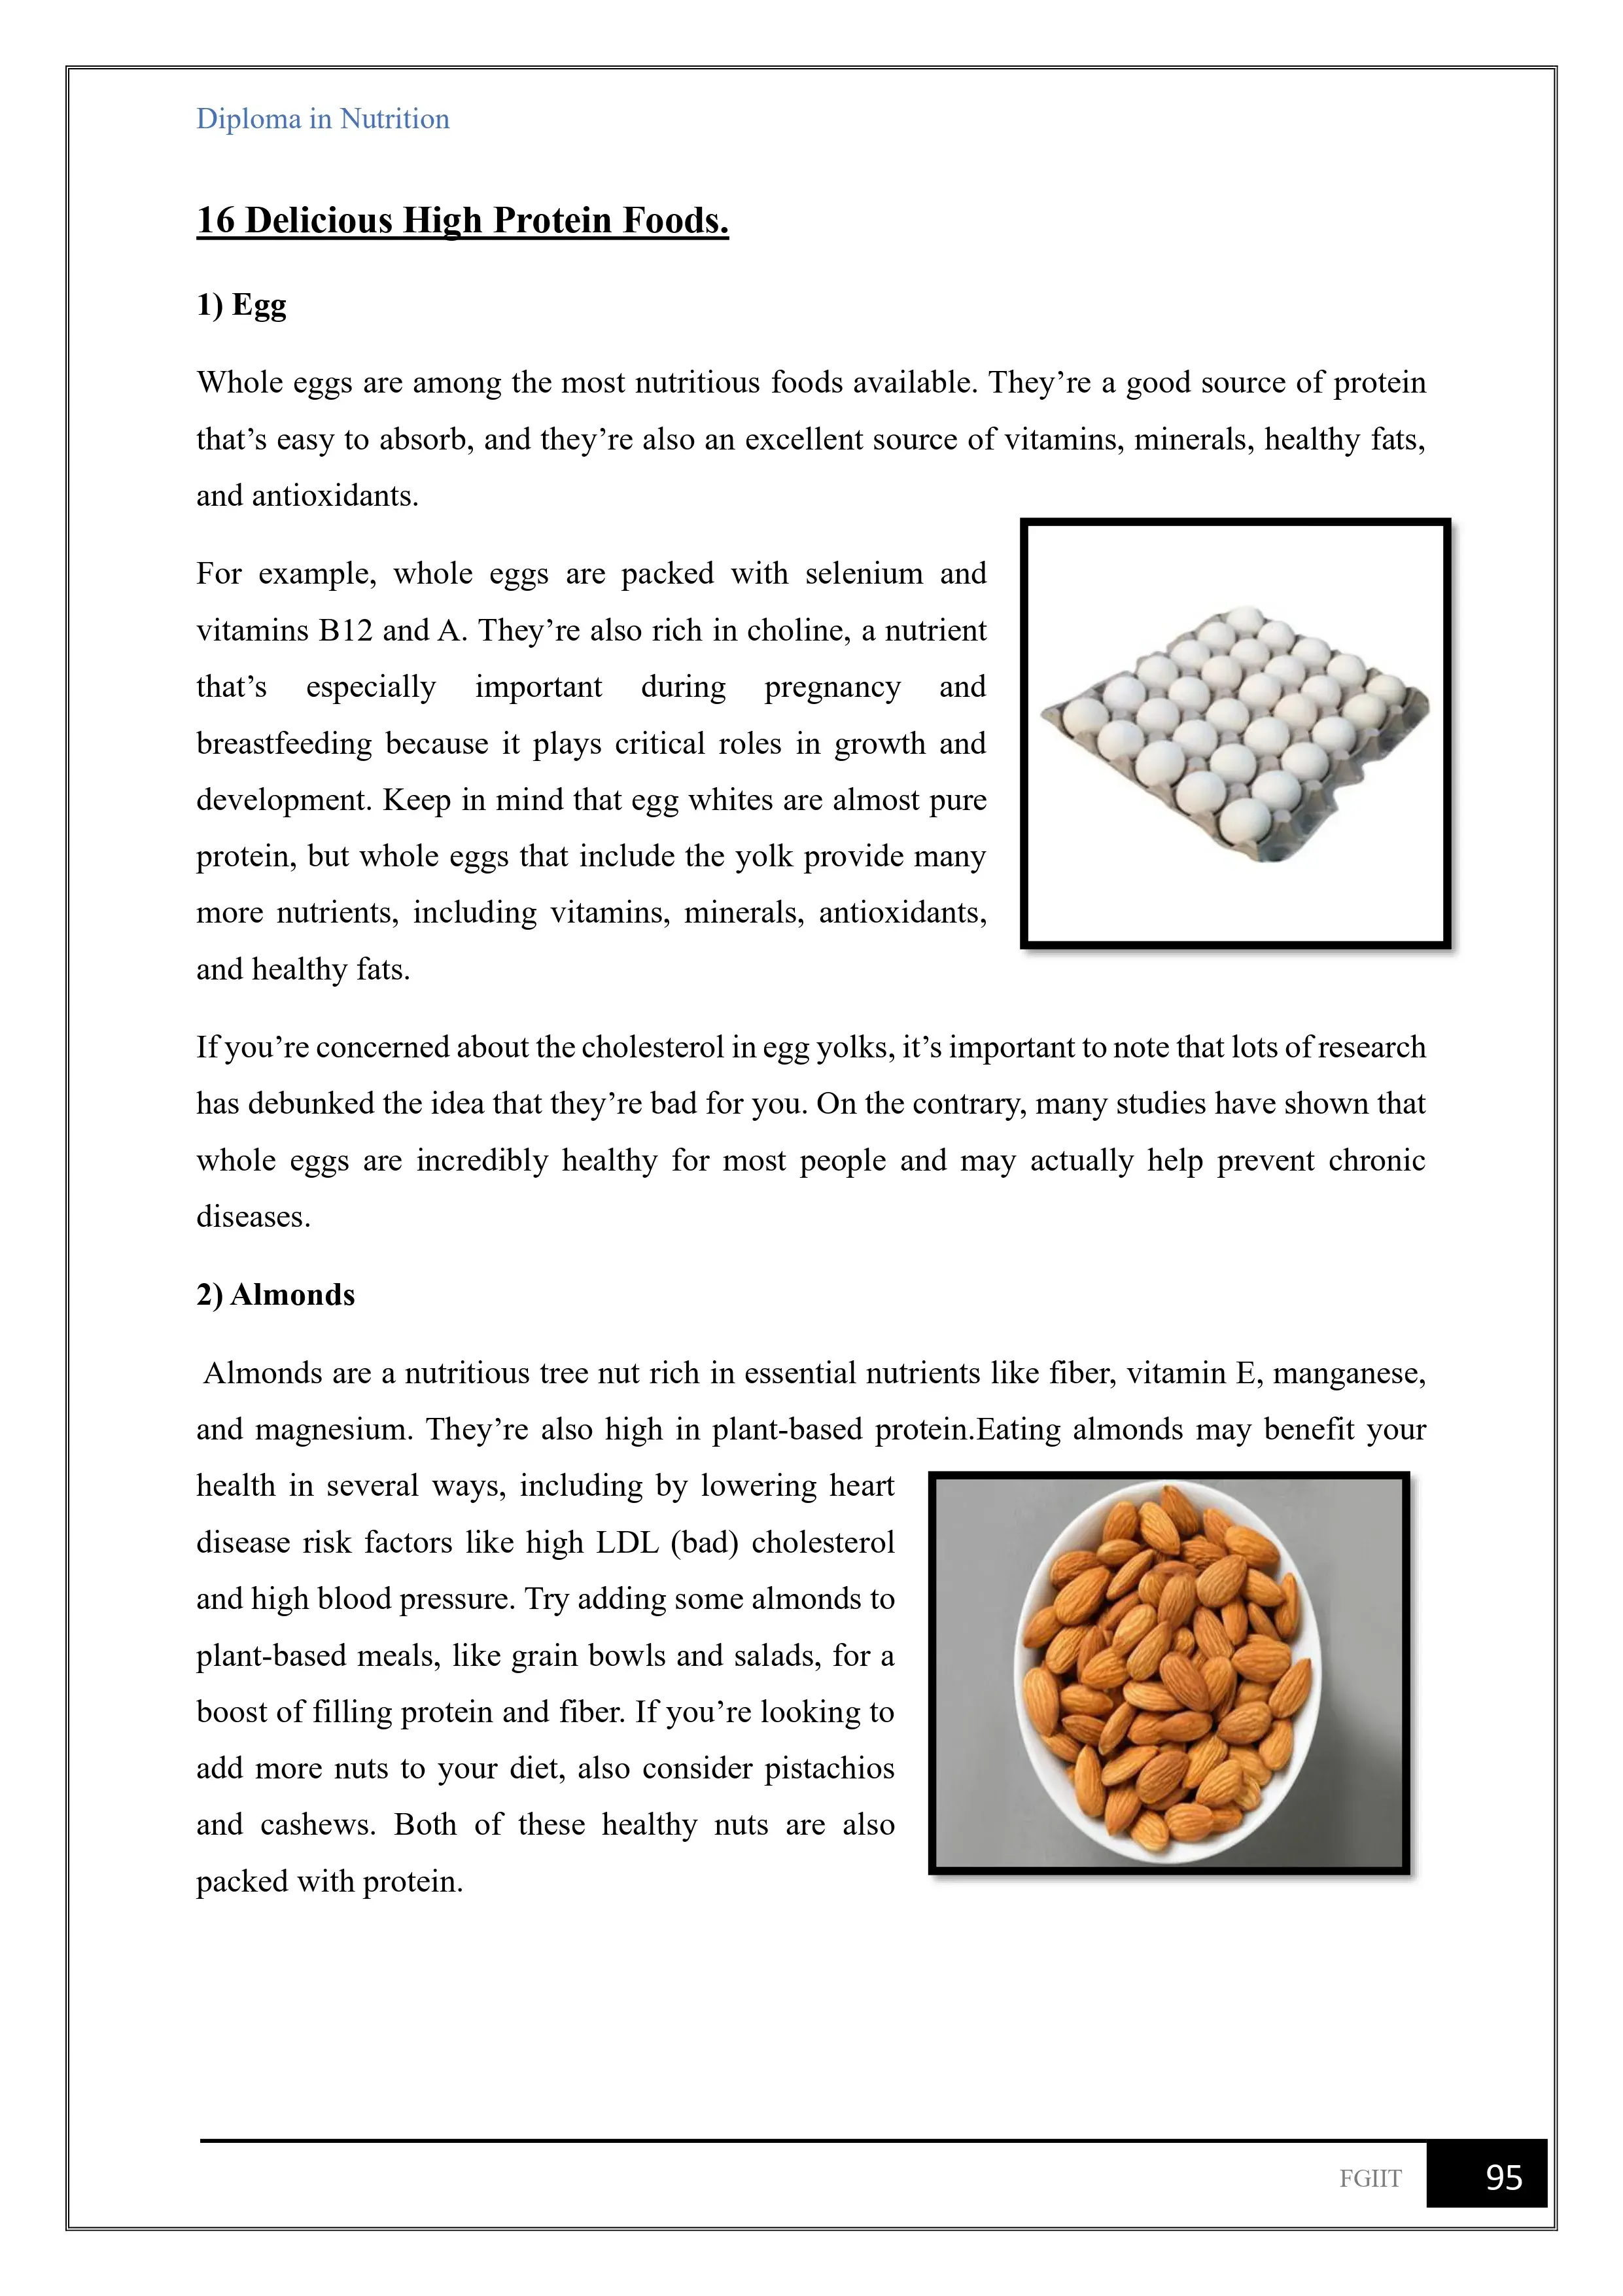 Diploma in Nutrition
16 Delicious High Protein Foods.
1) Egg
Whole eggs are among the most nutritious foods available. They’re a good source of protein
that’s easy to absorb, and they’re also an excellent source of vitamins, minerals, healthy fats,
and antioxidants.
For example, whole eggs are packed with selenium and
vitamins B12 and A. They’re also rich in choline, a nutrient
that’s especially important during pregnancy and
breastfeeding because it plays critical roles in growth and
development. Keep in mind that egg whites are almost pure
protein, but whole eggs that include the yolk provide many
more nutrients, including vitamins, minerals, antioxidants,
and healthy fats.
If you’re concerned about the cholesterol in egg yolks, it’s important to note that lots of research
has debunked the idea that they’re bad for you. On the contrary, many studies have shown that
whole eggs are incredibly healthy for most people and may actually help prevent chronic
diseases.
2) Almonds
Almonds are a nutritious tree nut rich in essential nutrients like fiber, vitamin E, manganese,
and magnesium. They’re also high in plant-based protein.Eating almonds may benefit your
health in several ways, including by lowering heart
disease risk factors like high LDL (bad) cholesterol
and high blood pressure. Try adding some almonds to
plant-based meals, like grain bowls and salads, for a
boost of filling protein and fiber. If you’re looking to
add more nuts to your diet, also consider pistachios
and cashews. Both of these healthy nuts are also
packed with protein.
FGIIT 95